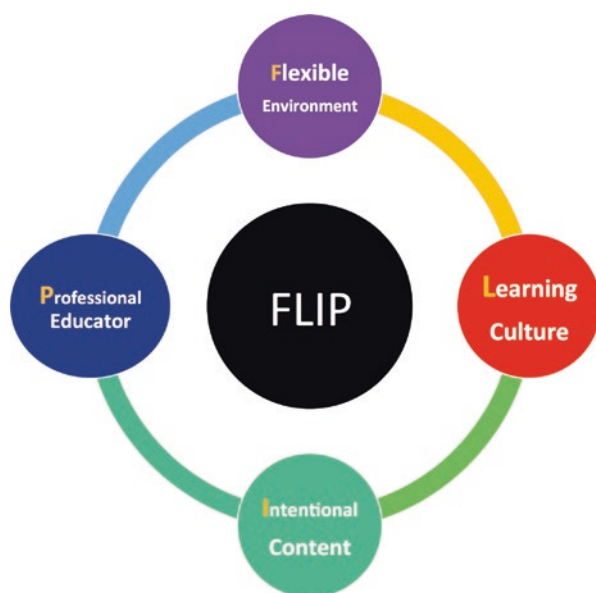 Flexible
Environment
Learning
Culture
Intentional
Content
Professional
Educator
FLIP